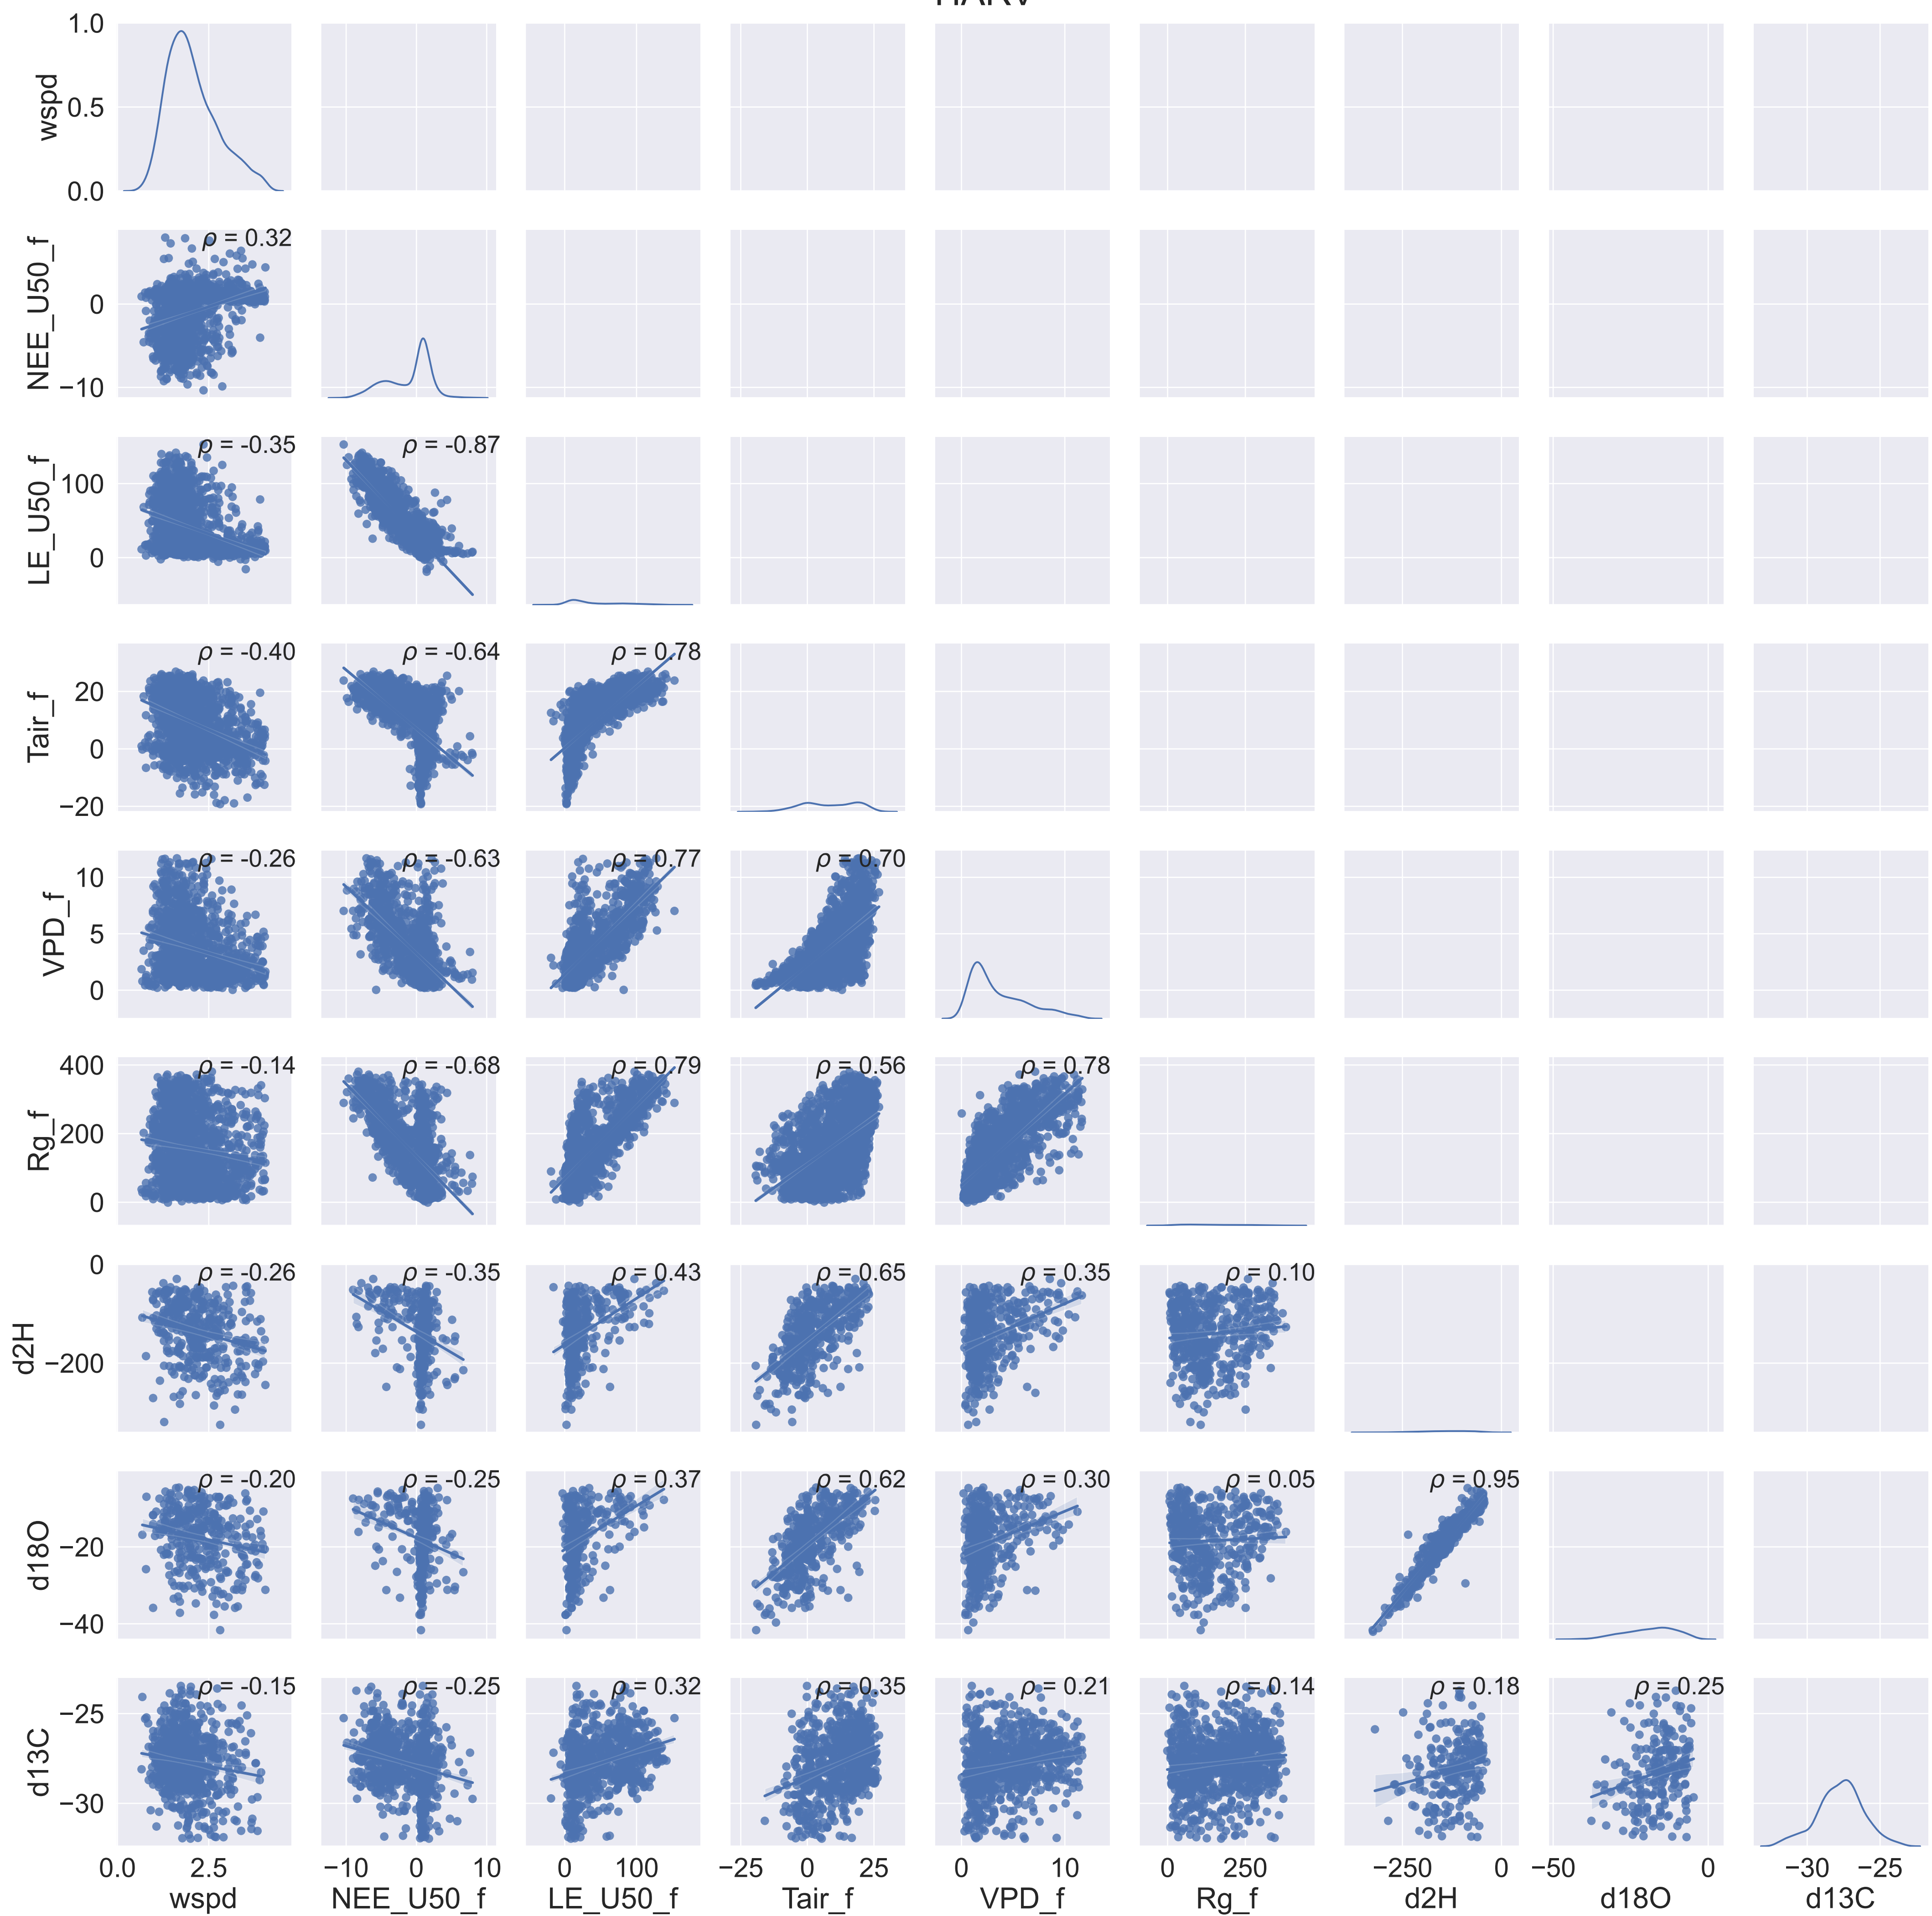 1.0
wspd
0.5
0.0
NEE_U50_f
ρ = 0.32
0
−10
LE_U50_f
ρ = -0.35
ρ = -0.87
100
0
Tair_f
ρ = -0.40
ρ = -0.64
ρ = 0.78
20
0
−20
VPD_f
ρ = -0.26
ρ = -0.63
ρ = 0.77
ρ = 0.70
10
5
0
Rg_f
ρ = -0.14
ρ = -0.68
ρ = 0.79
ρ = 0.56
ρ = 0.78
400
200
0
d2H
ρ = -0.26
ρ = -0.35
ρ = 0.43
ρ = 0.65
ρ = 0.35
ρ = 0.10
0
−200
d18O
ρ = -0.20
ρ = -0.25
ρ = 0.37
ρ = 0.62
ρ = 0.30
ρ = 0.05
ρ = 0.95
−20
−40
d13C
ρ = -0.15
ρ = -0.25
ρ = 0.32
ρ = 0.35
ρ = 0.21
ρ = 0.14
ρ = 0.18
ρ = 0.25
−25
−30
0.0 2.5 −10 0 10 0 100 −25 0 25 0 10 0 250 −250 0 −50 0 −30 −25
wspd NEE_U50_f LE_U50_f Tair_f VPD_f Rg_f d2H d18O d13C